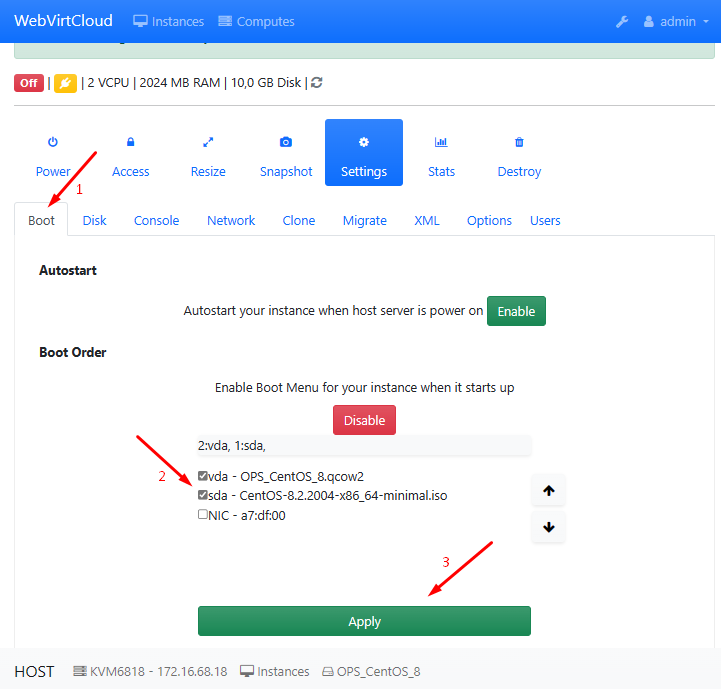 WebVirtCloud Instances Computes admin
Off | | 2 VCPU | 2024 MB RAM | 10,0 GB Disk |
Power Access Resize Snapshot Settings Stats Destroy
1
Boot Disk Console Network Clone Migrate XML Options Users
Autostart
Autostart your instance when host server is power on Enable
Boot Order
Enable Boot Menu for your instance when it starts up
Disable
2:vda, 1:sda,
2
vda - OPS_CentOS_8.qcow2
sda - CentOS-8.2.2004-x86_64-minimal.iso
NIC - a7:df:00
3
Apply
HOST KVM6818 - 172.16.68.18 Instances OPS_CentOS_8